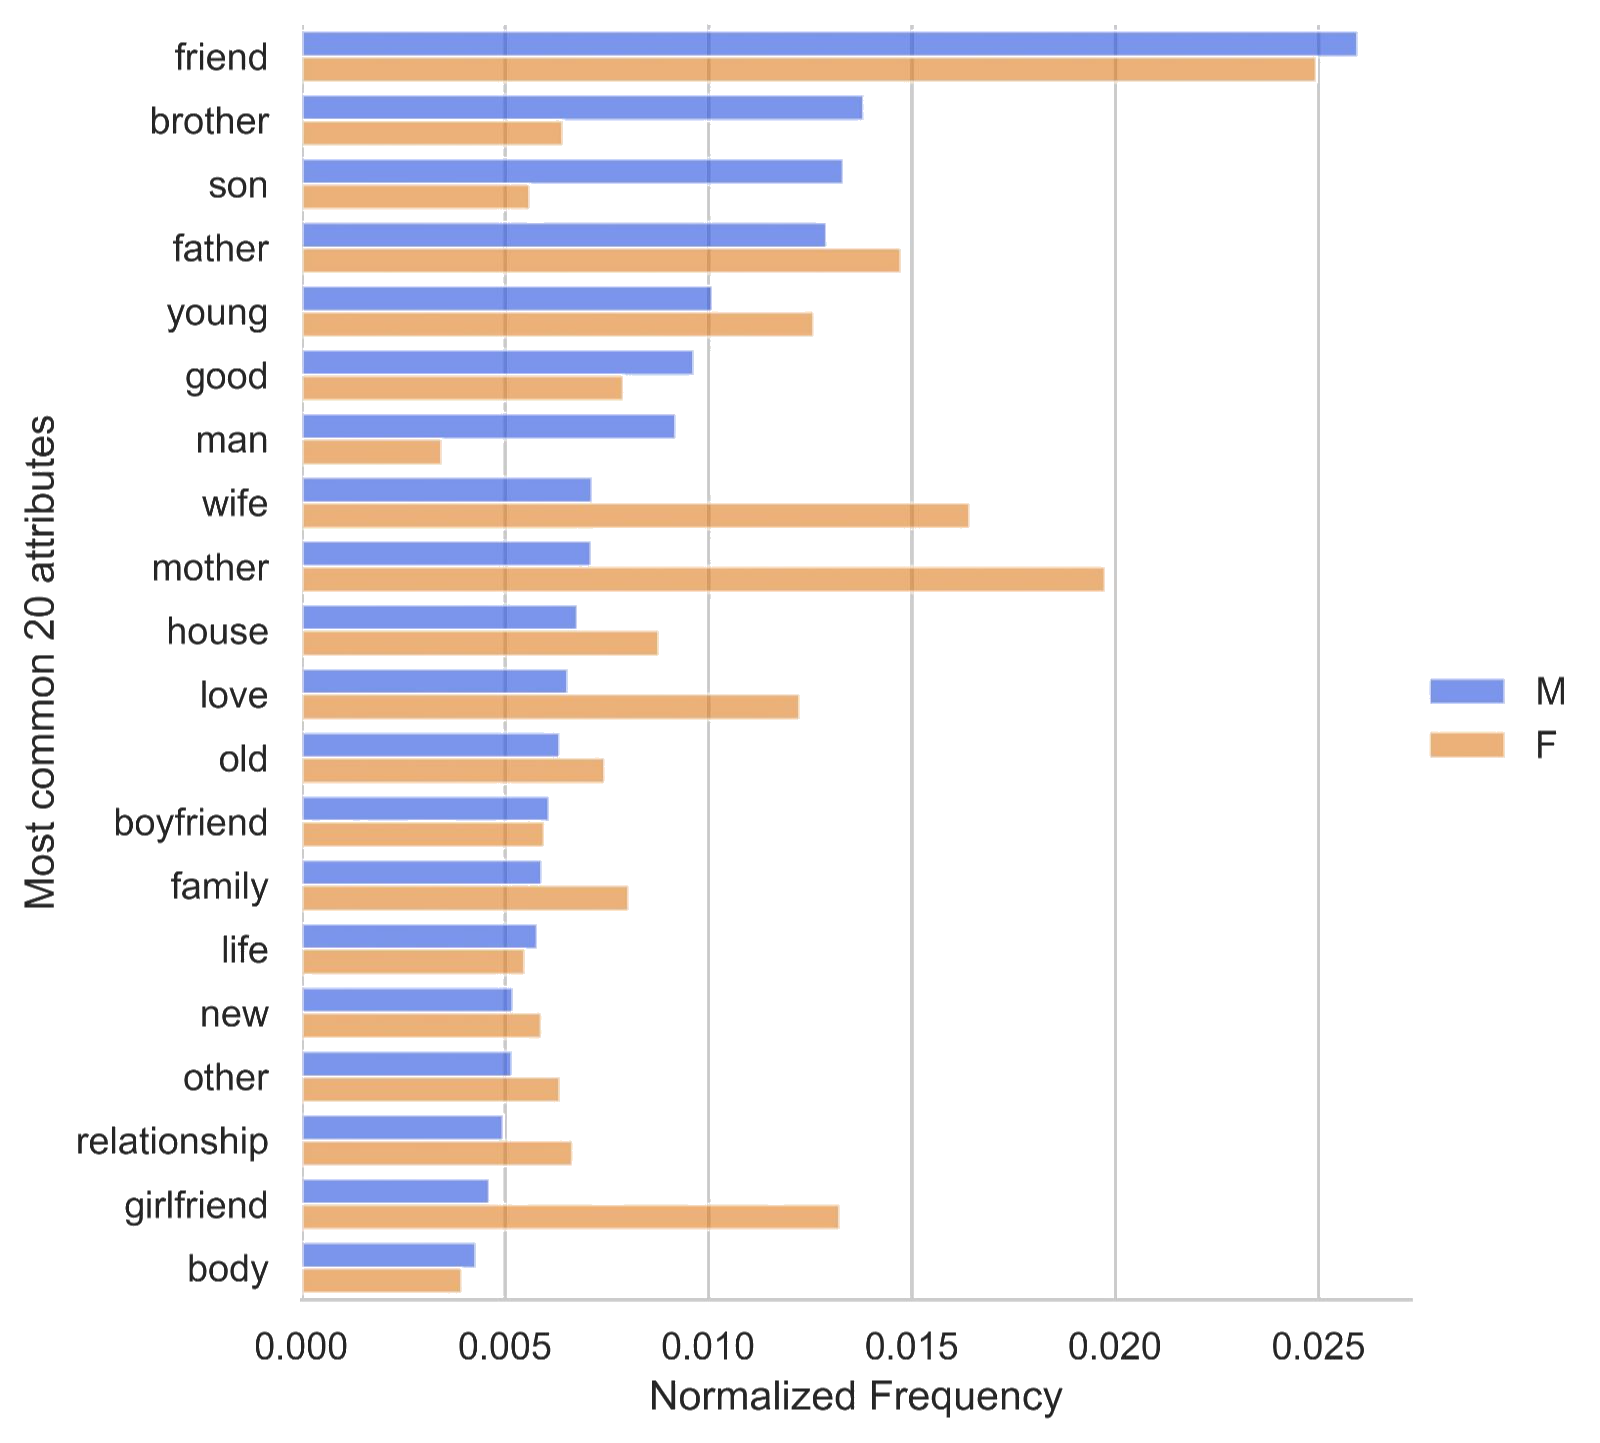 Most common 20 attributes
friend
brother
son
father
young
good
man
wife
mother
house
love
old
boyfriend
family
life
new
other
relationship
girlfriend
body
M
F
0.000 0.005 0.010 0.015 0.020 0.025
Normalized Frequency